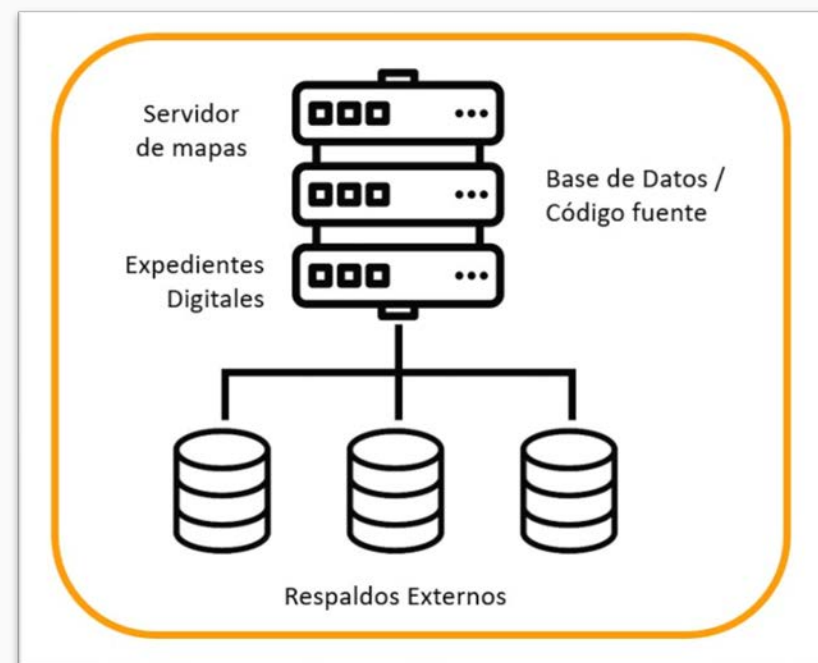 Servidor
de mapas
Base de Datos /
Código fuente
Expedientes
Digitales
Respaldos Externos